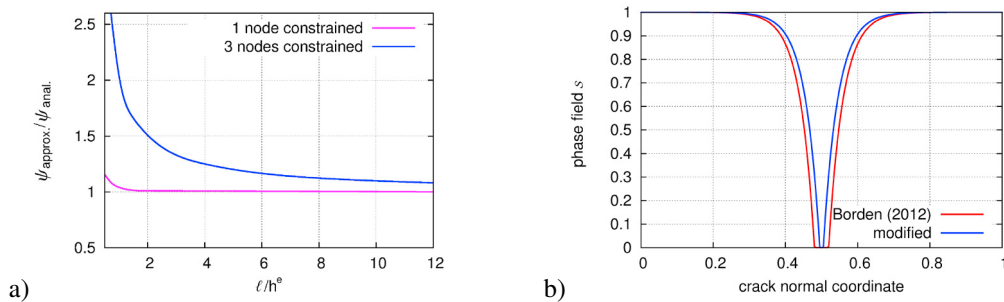 2.5
2
1.5
1
0.5
ψapprox./ψanal.
1 node constrained
3 nodes constrained
2 4 6 8 10 12
ℓ/hᵉ
a)
1
0.9
0.8
0.7
0.6
0.5
0.4
0.3
0.2
0.1
0
phase field s
Borden (2012)
modified
0 0.2 0.4 0.6 0.8 1
crack normal coordinate
b)